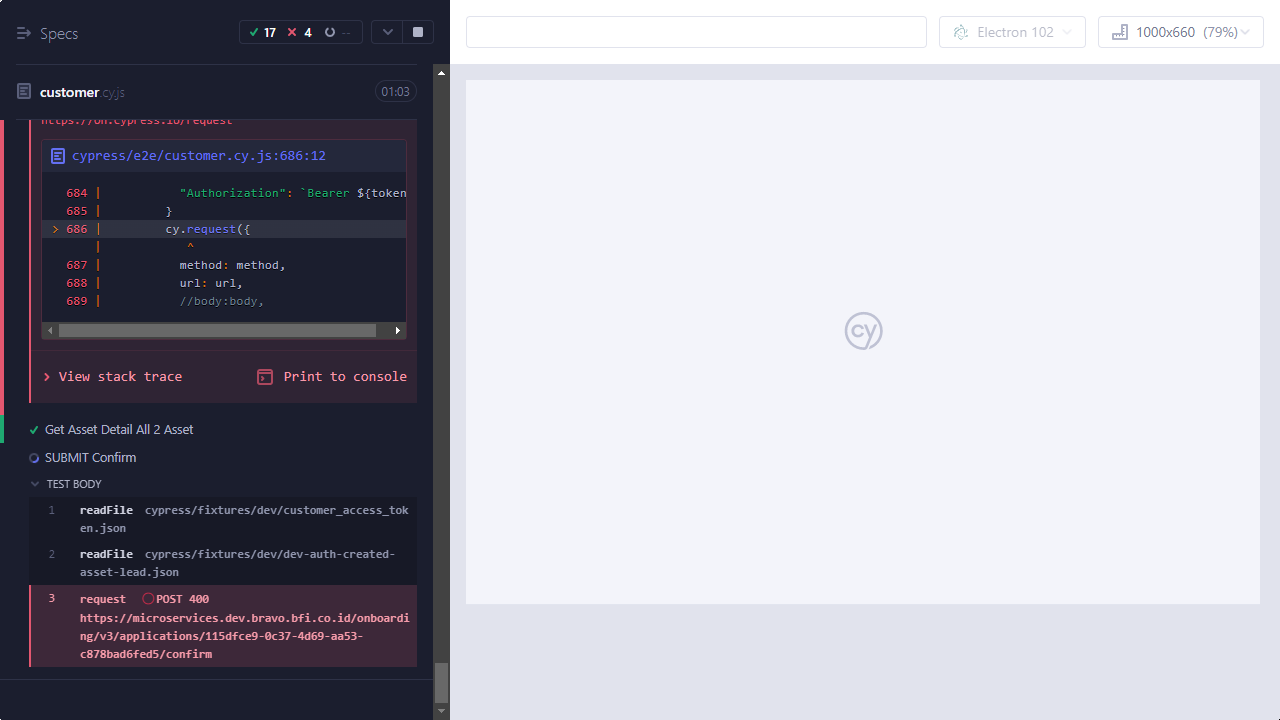 Specs
17 4 --
Electron 102
1000x660 (79%)
customer.cy.js
01:03
https://on.cypress.io/request
cypress/e2e/customer.cy.js:686:12
684 | "Authorization": `Bearer ${token
685 | }
> 686 | cy.request({
| ^
687 | method: method,
688 | url: url,
689 | //body:body,
View stack trace
Print to console
Get Asset Detail All 2 Asset
SUBMIT Confirm
TEST BODY
1 readFile cypress/fixtures/dev/customer_access_tok
en.json
2 readFile cypress/fixtures/dev/dev-auth-created-
asset-lead.json
3 request POST 400
https://microservices.dev.bravo.bfi.co.id/onboardi
ng/v3/applications/115dfce9-0c37-4d69-aa53-
c878bad6fed5/confirm
cy